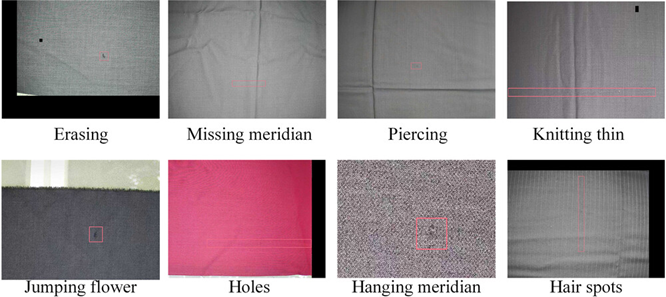 Erasing
Missing meridian
Piercing
Knitting thin
Jumping flower
Holes
Hanging meridian
Hair spots